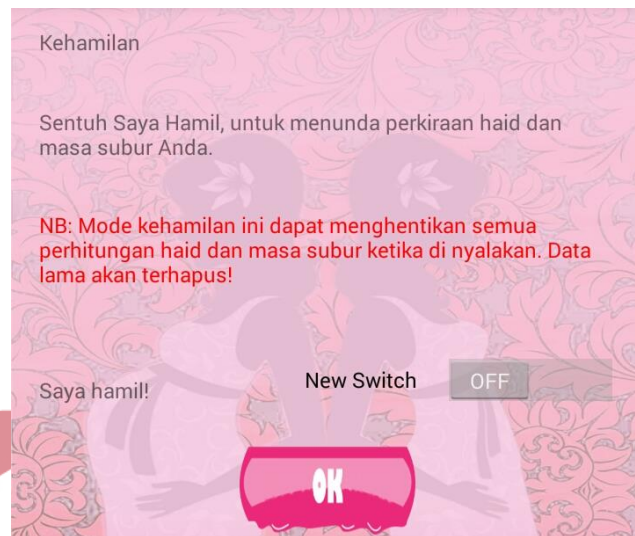 Kehamilan
Sentuh Saya Hamil, untuk menunda perkiraan haid dan
masa subur Anda.
NB: Mode kehamilan ini dapat menghentikan semua
perhitungan haid dan masa subur ketika di nyalakan. Data
lama akan terhapus!
Saya hamil! New Switch OFF
OK